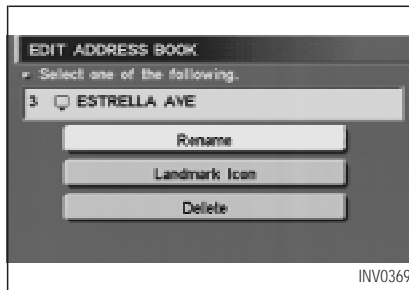 EDIT ADDRESS BOOK
Select one of the following.
3 ESTRELLA AVE
Rename
Landmark Icon
Delete
INV0369